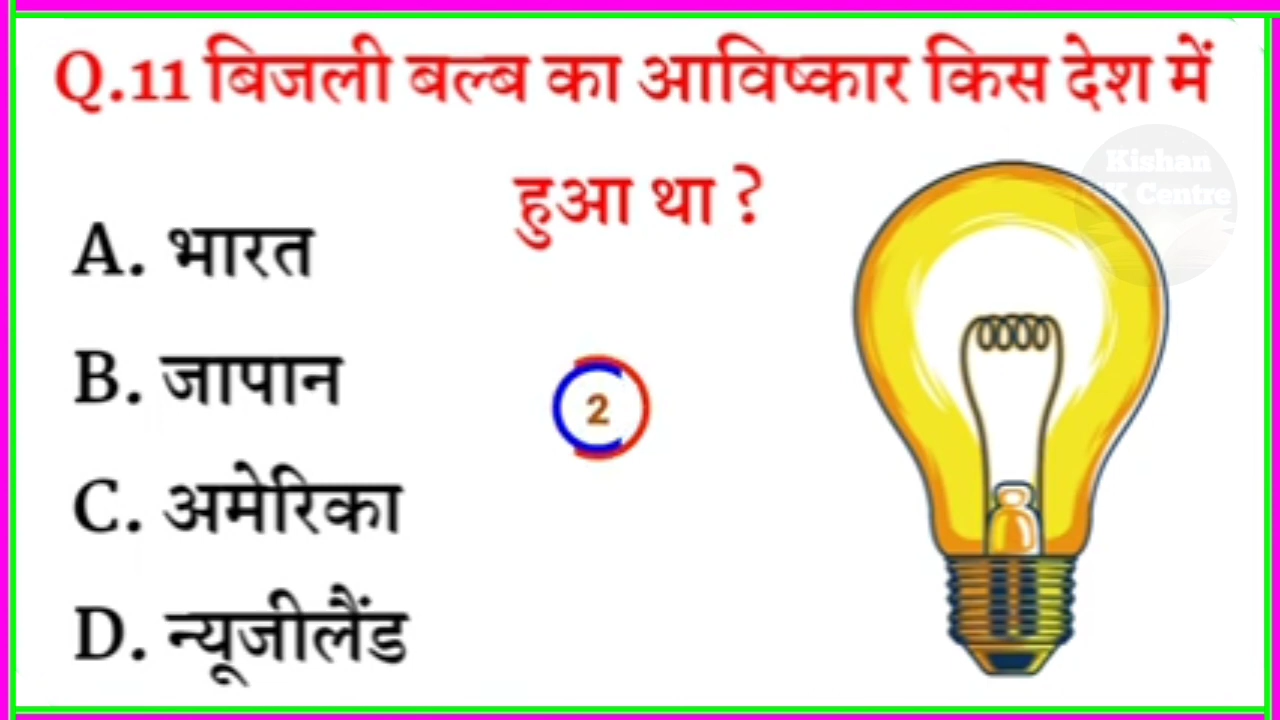 Q.11 बिजली बल्ब का आविष्कार किस देश में
हुआ था ?
A. भारत
B. जापान
C. अमेरिका
D. न्यूजीलैंड
2
Kishan
K Centre